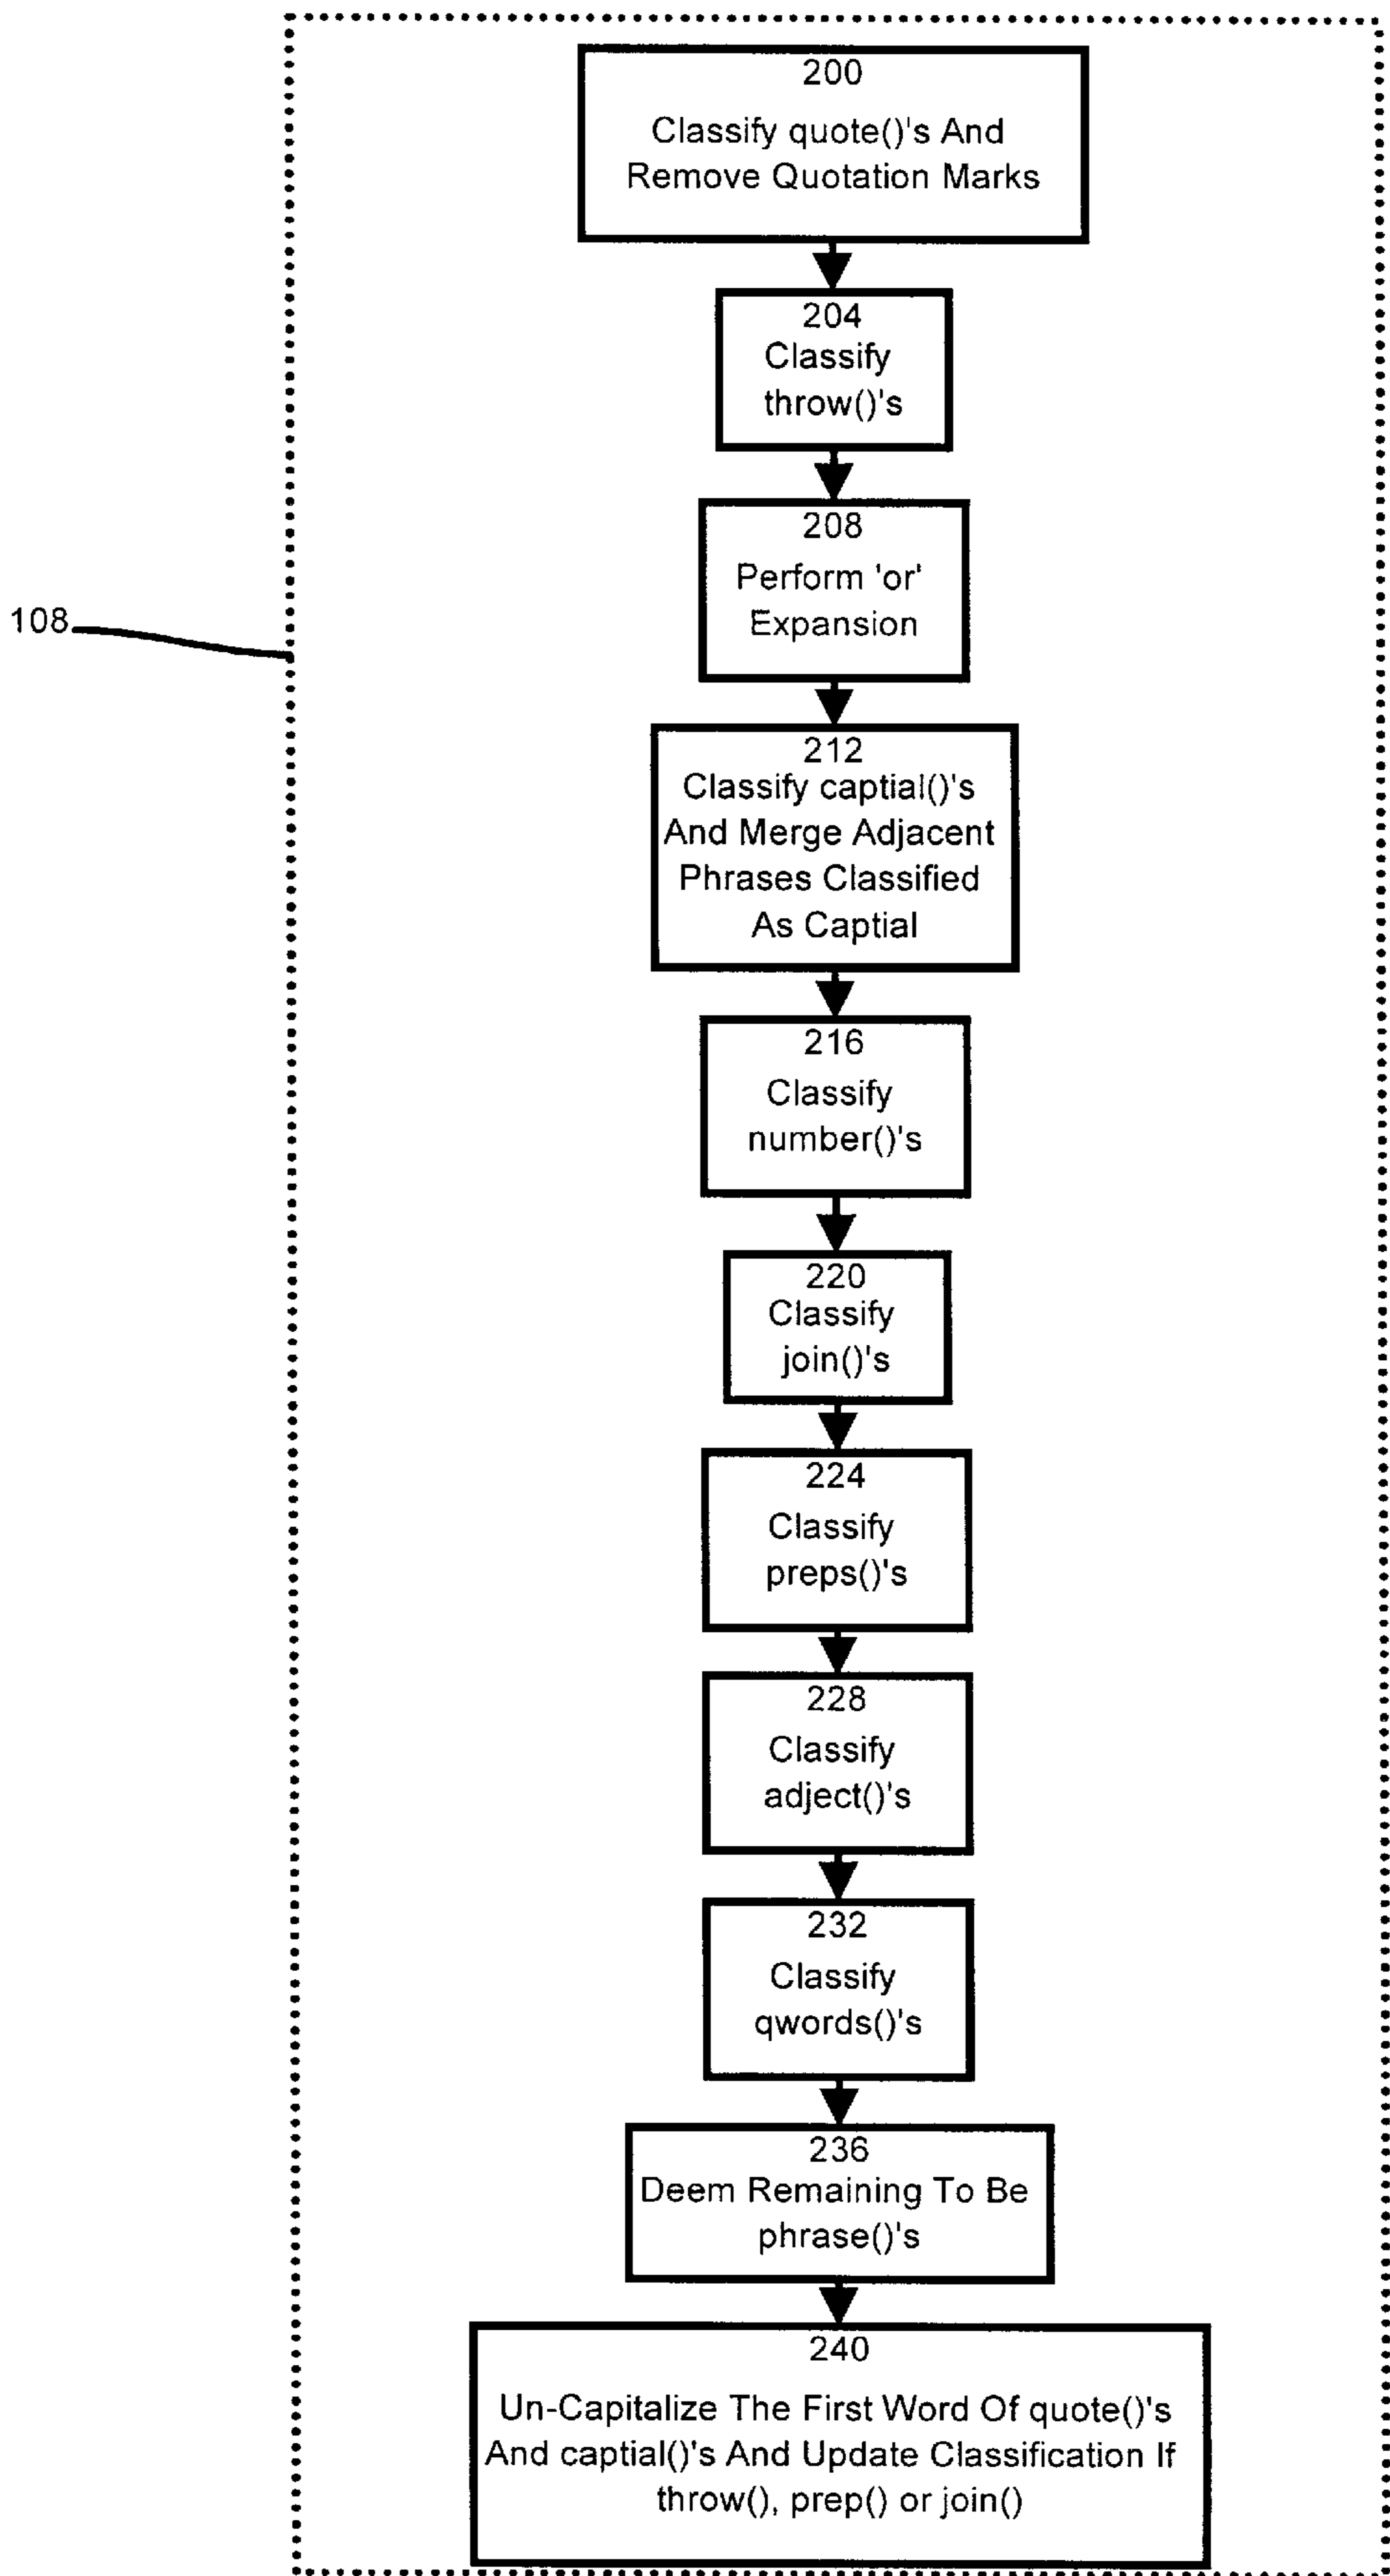 200
Classify quote()'s And
Remove Quotation Marks
204
Classify
throw()'s
208
Perform 'or'
Expansion
108
212
Classify captial()'s
And Merge Adjacent
Phrases Classified
As Captial
216
Classify
number()'s
220
Classify
join()'s
224
Classify
preps()'s
228
Classify
adject()'s
232
Classify
qwords()'s
236
Deem Remaining To Be
phrase()'s
240
Un-Capitalize The First Word Of quote()'s
And captial()'s And Update Classification If
throw(), prep() or join()